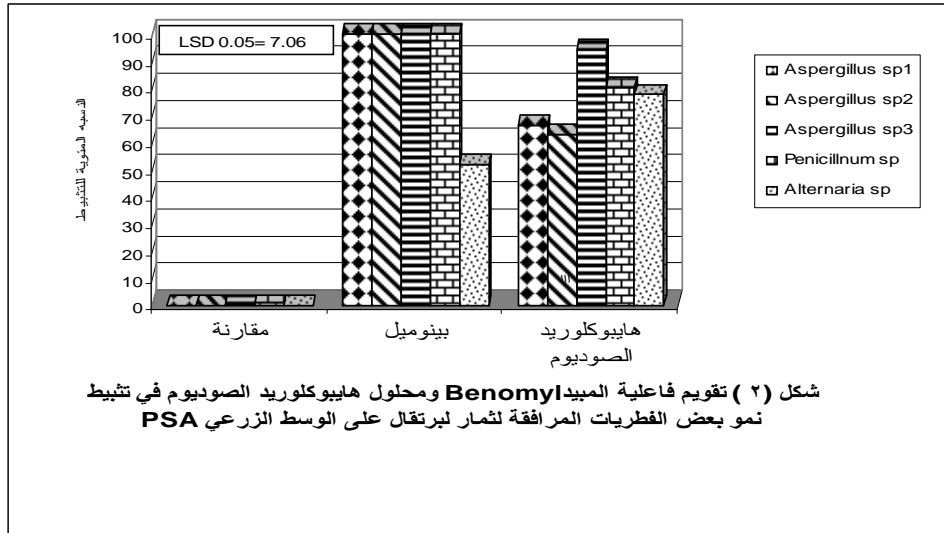 LSD 0.05= 7.06
100
90
80
70
60
50
40
30
20
10
0
النسبة المئوية للتثبيط
مقارنة
بينوميل
هايبوكلوريد
الصوديوم
Aspergillus sp1
Aspergillus sp2
Aspergillus sp3
Penicillnum sp
Alternaria sp
شكل (٢ ) تقويم فاعلية المبيدBenomyl ومحلول هايبوكلوريد الصوديوم في تثبيط
نمو بعض الفطريات المرافقة لثمار لبرتقال على الوسط الزرعي PSA